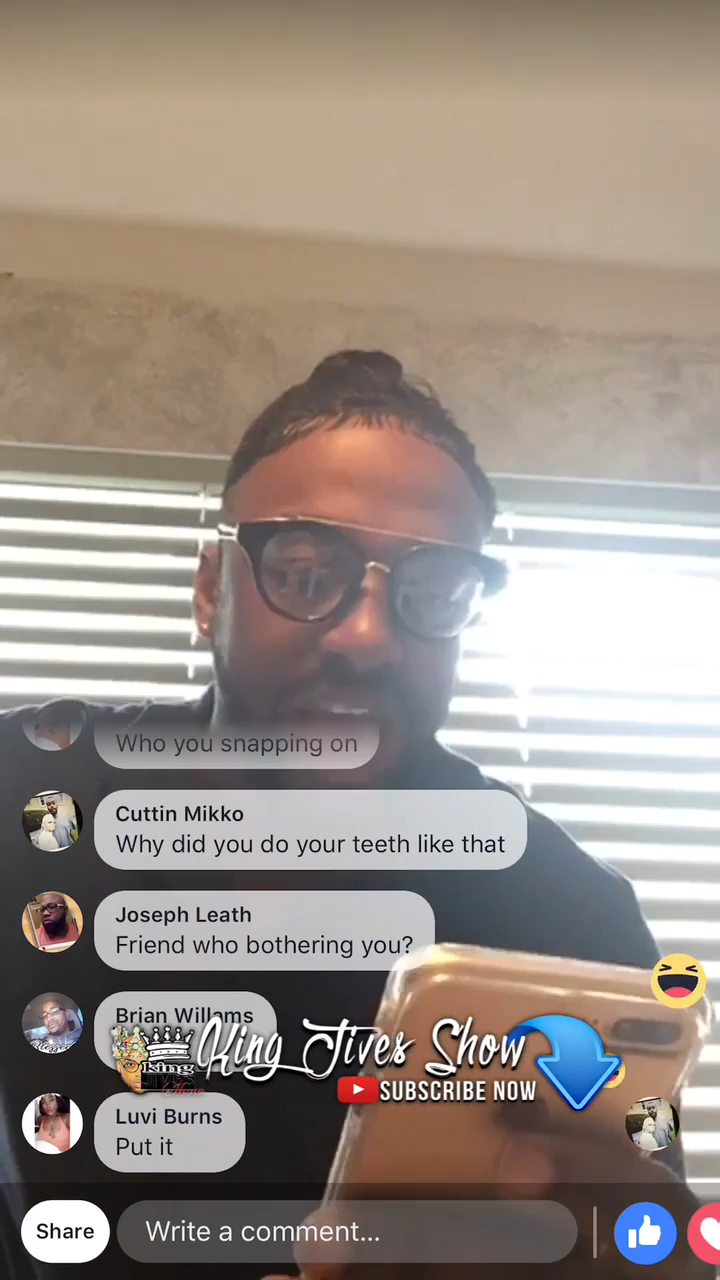 Who you snapping on
Cuttin Mikko
Why did you do your teeth like that
Joseph Leath
Friend who bothering you?
Brian Willams
King Jives Show
king
SUBSCRIBE NOW
Luvi Burns
Put it
Share
Write a comment...